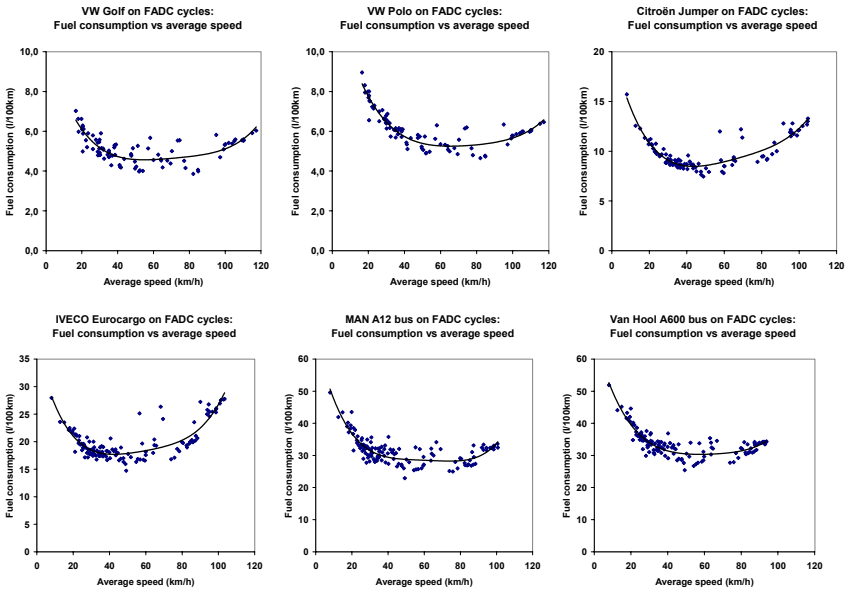 VW Golf on FADC cycles:
Fuel consumption vs average speed
10,0
8,0
6,0
4,0
2,0
0,0
0 20 40 60 80 100 120
Average speed (km/h)
Fuel consumption (l/100km)
VW Polo on FADC cycles:
Fuel consumption vs average speed
10,0
8,0
6,0
4,0
2,0
0,0
0 20 40 60 80 100 120
Average speed (km/h)
Fuel consumption (l/100km)
Citroën Jumper on FADC cycles:
Fuel consumption vs average speed
20
15
10
5
0
0 20 40 60 80 100 120
Average speed (km/h)
Fuel consumption (l/100km)
IVECO Eurocargo on FADC cycles:
Fuel consumption vs average speed
35
30
25
20
15
10
5
0
0 20 40 60 80 100 120
Average speed (km/h)
Fuel consumption (l/100km)
MAN A12 bus on FADC cycles:
Fuel consumption vs average speed
60
50
40
30
20
10
0
0 20 40 60 80 100 120
Average speed (km/h)
Fuel consumption (l/100km)
Van Hool A600 bus on FADC cycles:
Fuel consumption vs average speed
60
50
40
30
20
10
0
0 20 40 60 80 100 120
Average speed (km/h)
Fuel consumption (l/100km)